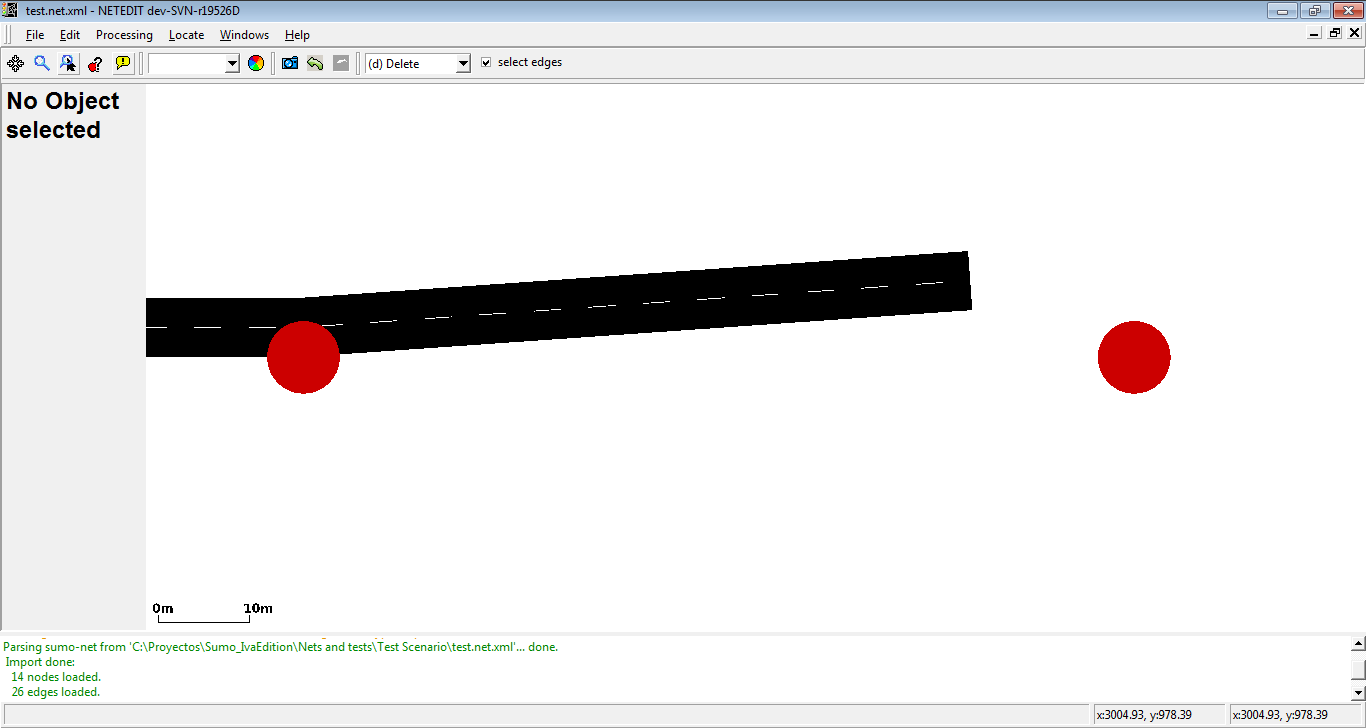 test.net.xml - NETEDIT dev-SVN-r19526D
File Edit Processing Locate Windows Help
(d) Delete select edges
No Object
selected
0m 10m
Parsing sumo-net from 'C:\Proyectos\Sumo_IvaEdition\Nets and tests\Test Scenario\test.net.xml'... done.
Import done:
14 nodes loaded.
26 edges loaded.
x:3004.93, y:978.39 x:3004.93, y:978.39